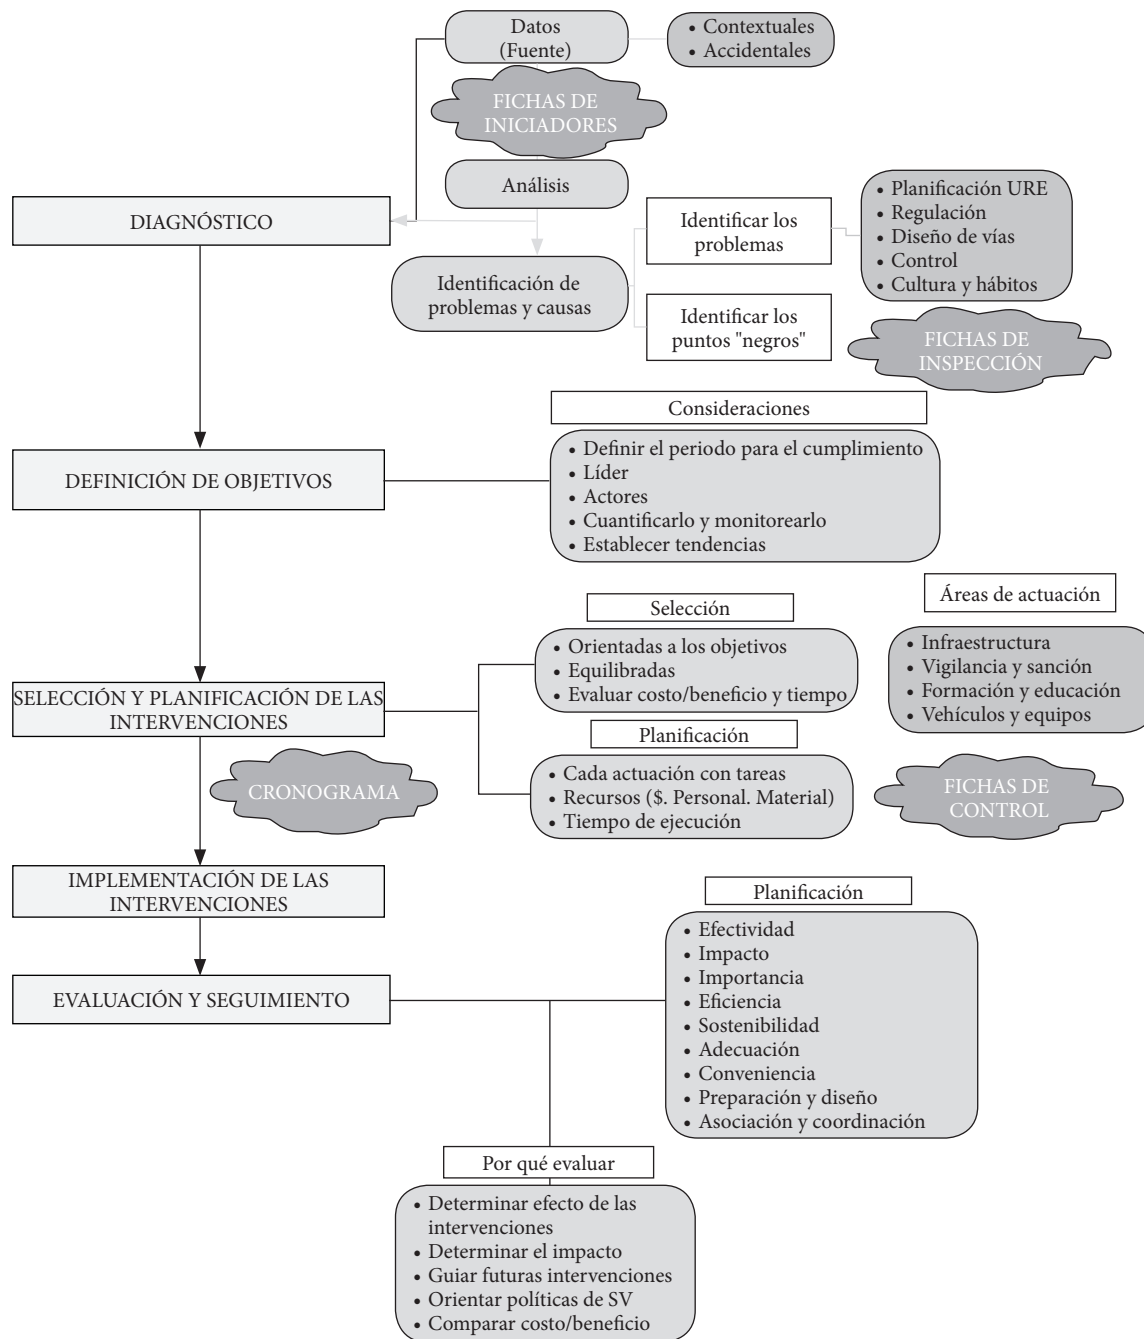 Datos
(Fuente)
• Contextuales
• Accidentales
FICHAS DE
INICIADORES
Análisis
DIAGNÓSTICO
Identificación de
problemas y causas
Identificar los
problemas
• Planificación URE
• Regulación
• Diseño de vías
• Control
• Cultura y hábitos
Identificar los
puntos "negros"
FICHAS DE
INSPECCIÓN
Consideraciones
DEFINICIÓN DE OBJETIVOS
• Definir el periodo para el cumplimiento
• Líder
• Actores
• Cuantificarlo y monitorearlo
• Establecer tendencias
Selección
Áreas de actuación
• Orientadas a los objetivos
• Equilibradas
• Evaluar costo/beneficio y tiempo
• Infraestructura
• Vigilancia y sanción
• Formación y educación
• Vehículos y equipos
SELECCIÓN Y PLANIFICACIÓN DE LAS
INTERVENCIONES
Planificación
• Cada actuación con tareas
• Recursos ($. Personal. Material)
• Tiempo de ejecución
CRONOGRAMA
FICHAS DE
CONTROL
IMPLEMENTACIÓN DE LAS
INTERVENCIONES
Planificación
• Efectividad
• Impacto
• Importancia
• Eficiencia
• Sostenibilidad
• Adecuación
• Conveniencia
• Preparación y diseño
• Asociación y coordinación
EVALUACIÓN Y SEGUIMIENTO
Por qué evaluar
• Determinar efecto de las
intervenciones
• Determinar el impacto
• Guiar futuras intervenciones
• Orientar políticas de SV
• Comparar costo/beneficio